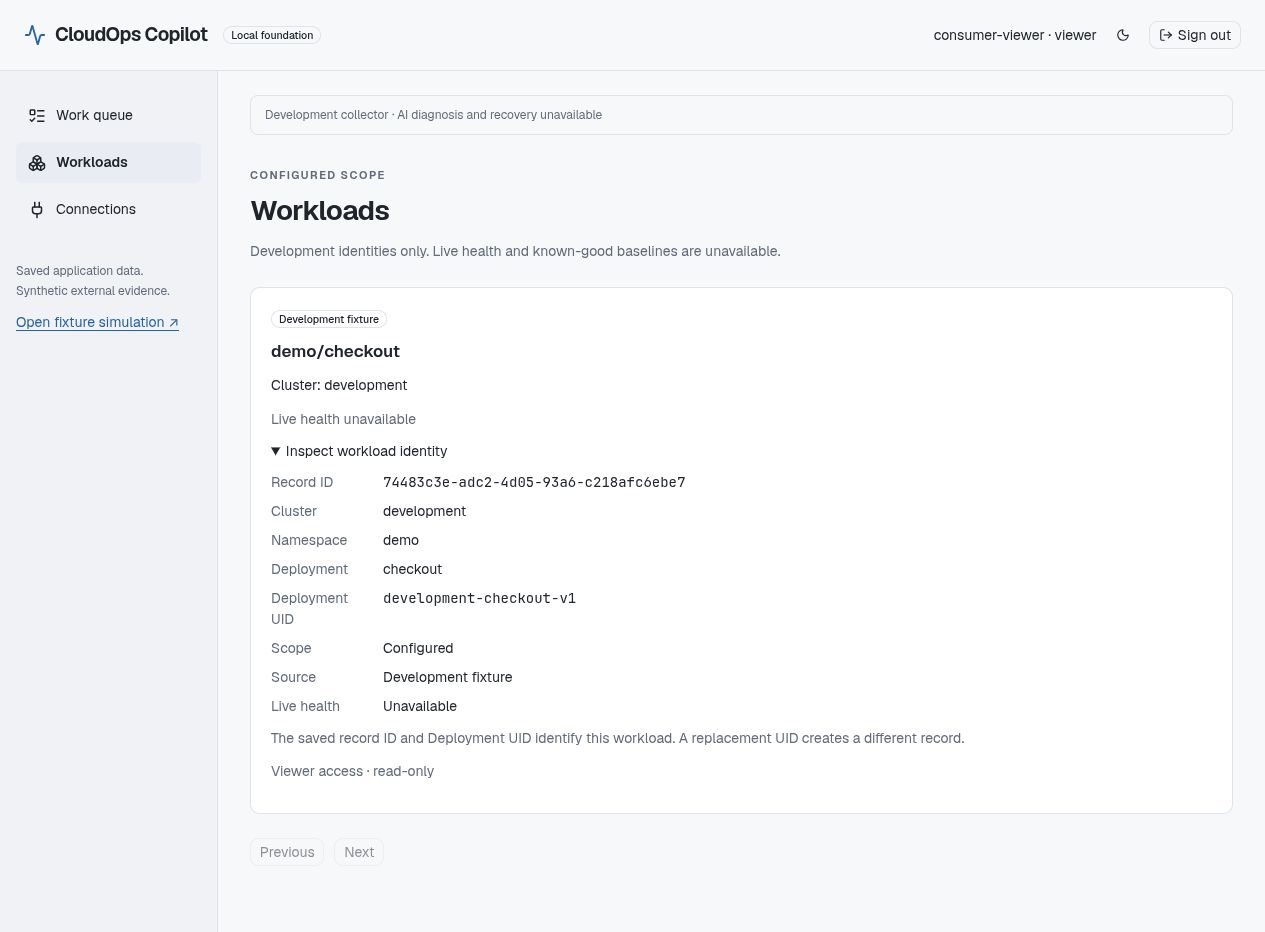 CloudOps Copilot
Local foundation
consumer-viewer · viewer
Sign out
Work queue
Workloads
Connections
Saved application data.
Synthetic external evidence.
Open fixture simulation ↗
Development collector · AI diagnosis and recovery unavailable
CONFIGURED SCOPE
Workloads
Development identities only. Live health and known-good baselines are unavailable.
Development fixture
demo/checkout
Cluster: development
Live health unavailable
▼ Inspect workload identity
Record ID 74483c3e-adc2-4d05-93a6-c218afc6ebe7
Cluster development
Namespace demo
Deployment checkout
Deployment UID development-checkout-v1
Scope Configured
Source Development fixture
Live health Unavailable
The saved record ID and Deployment UID identify this workload. A replacement UID creates a different record.
Viewer access · read-only
Previous Next